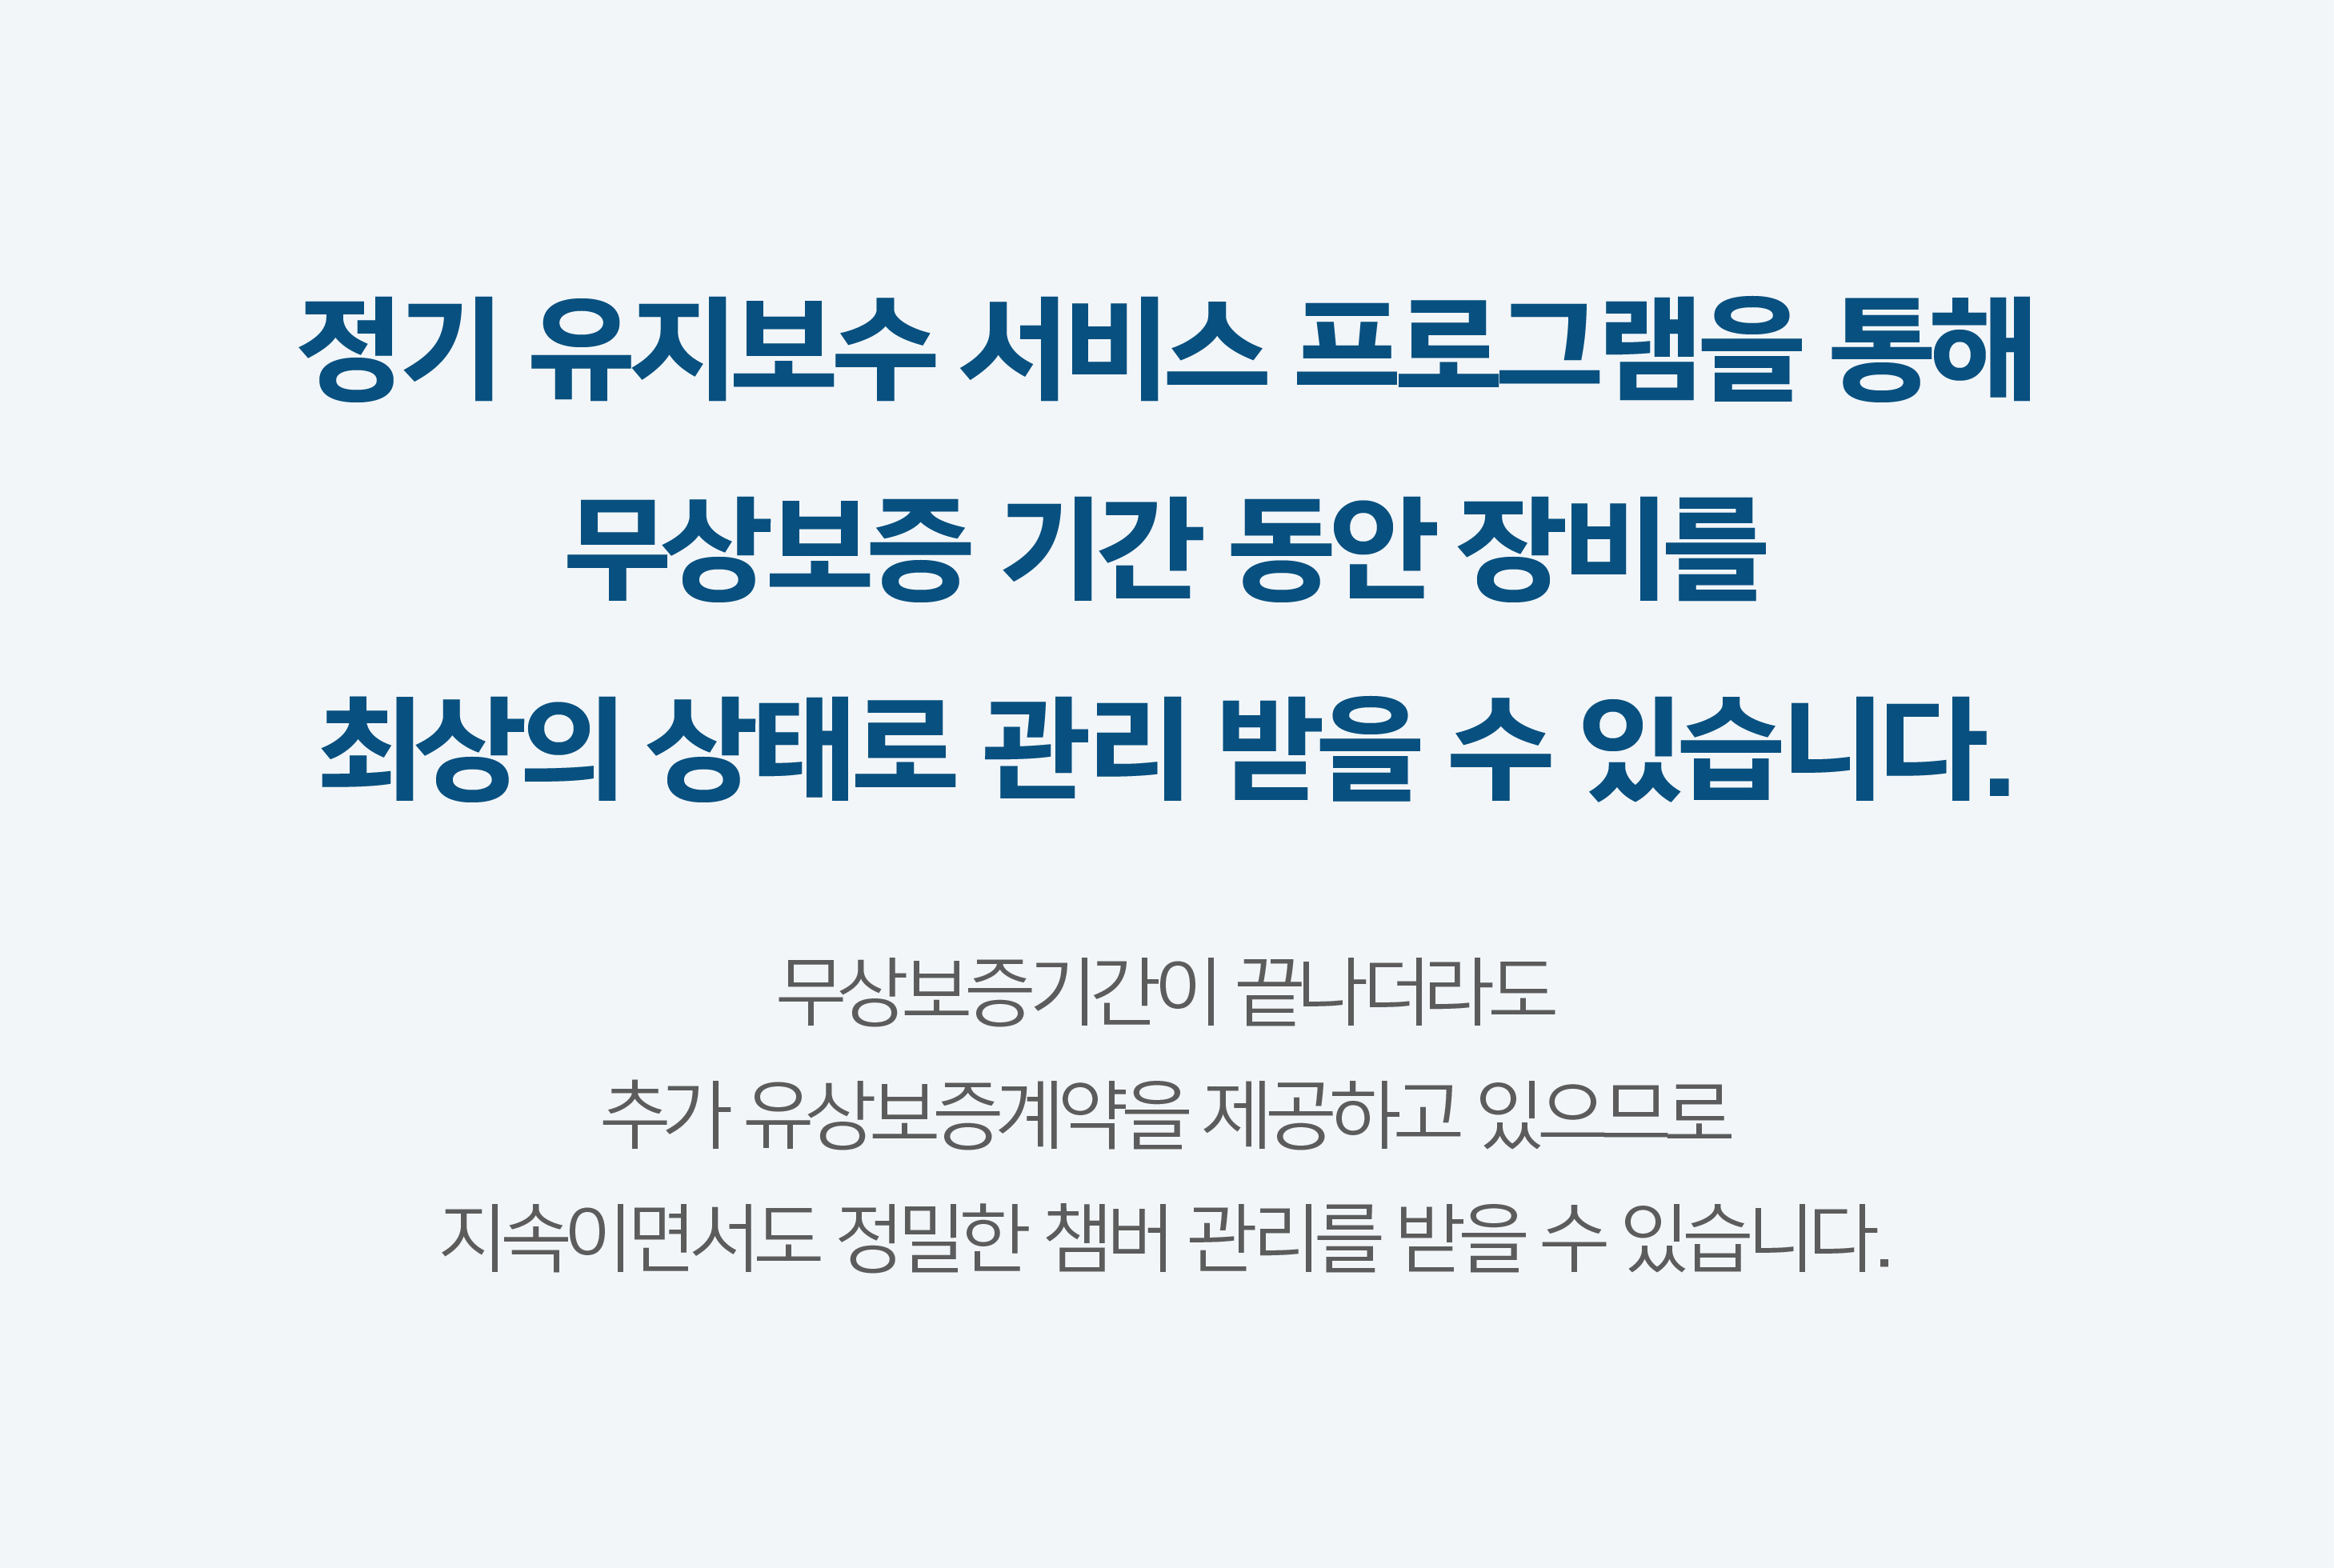 정기 유지보수 서비스 프로그램을 통해
무상보증 기간 동안 장비를
최상의 상태로 관리 받을 수 있습니다.
무상보증기간이 끝나더라도
추가 유상보증계약을 제공하고 있으므로
지속이면서도 정밀한 챔버 관리를 받을 수 있습니다.